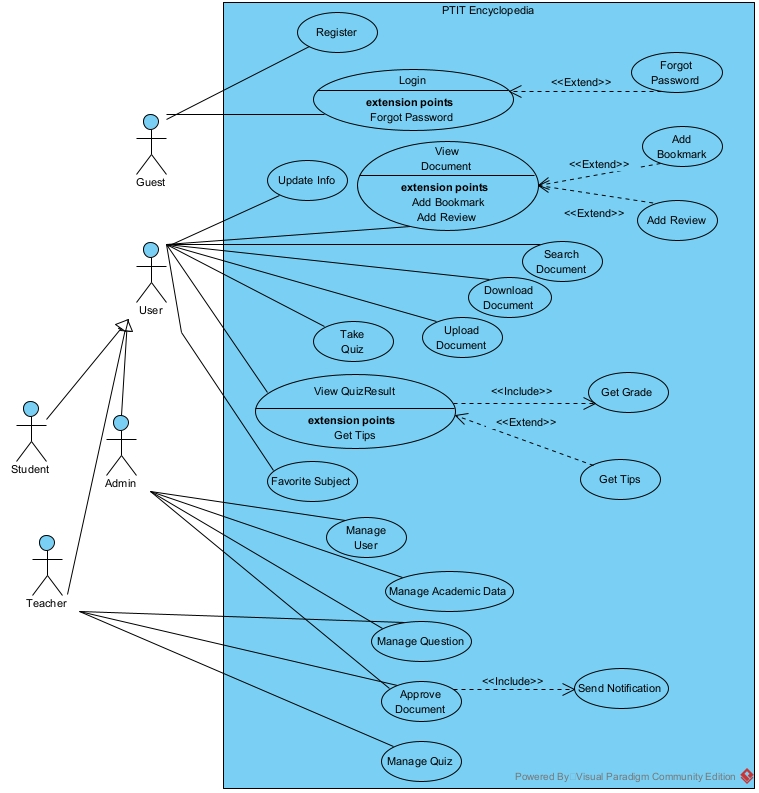 PTIT Encyclopedia
Register
Login
extension points
Forgot Password
<<Extend>>
Forgot
Password
Guest
View
Document
extension points
Add Bookmark
Add Review
<<Extend>>
Add
Bookmark
<<Extend>>
Add Review
Update Info
User
Search
Document
Download
Document
Upload
Document
Take
Quiz
View QuizResult
extension points
Get Tips
<<Include>>
Get Grade
<<Extend>>
Get Tips
Student
Admin
Favorite Subject
Manage
User
Teacher
Manage Academic Data
Manage Question
Approve
Document
<<Include>>
Send Notification
Manage Quiz
Powered By: Visual Paradigm Community Edition